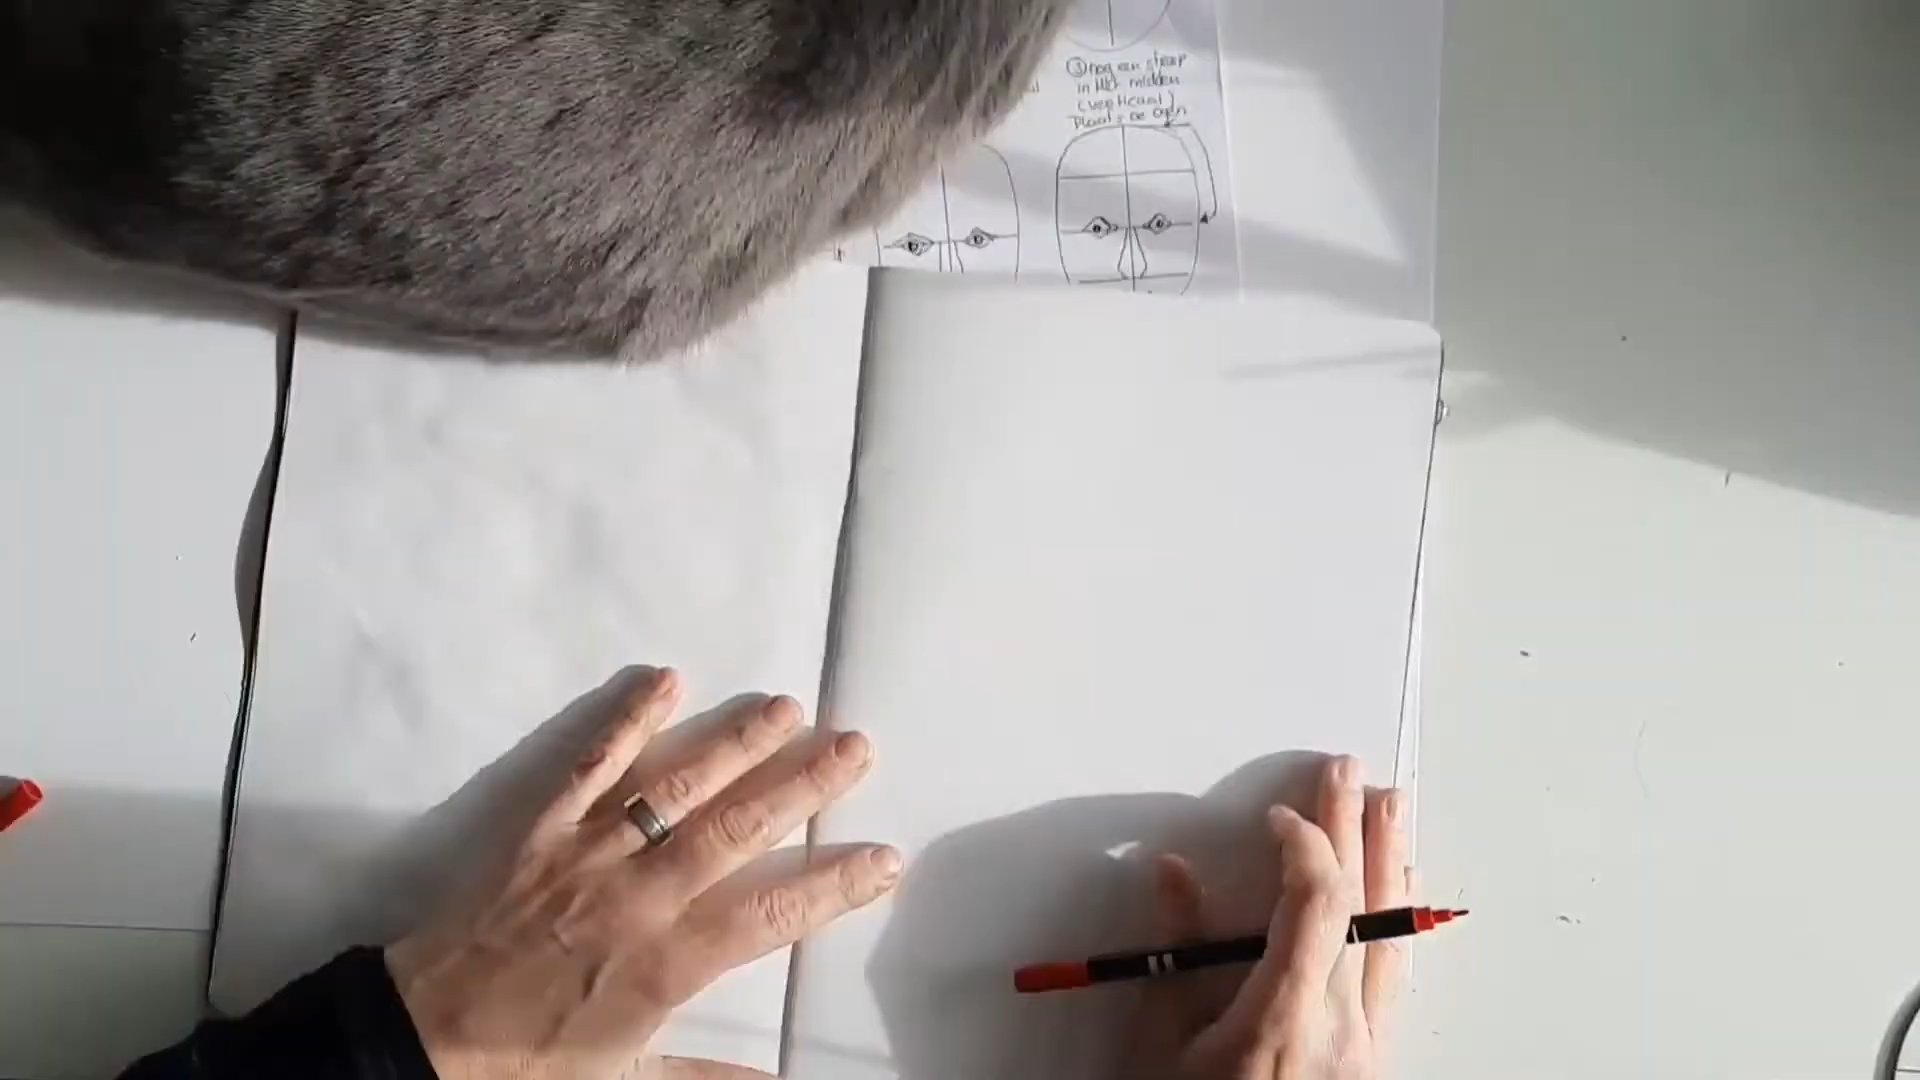 ③ nog een streep
in het midden
(verticaal)
Plaats de ogen